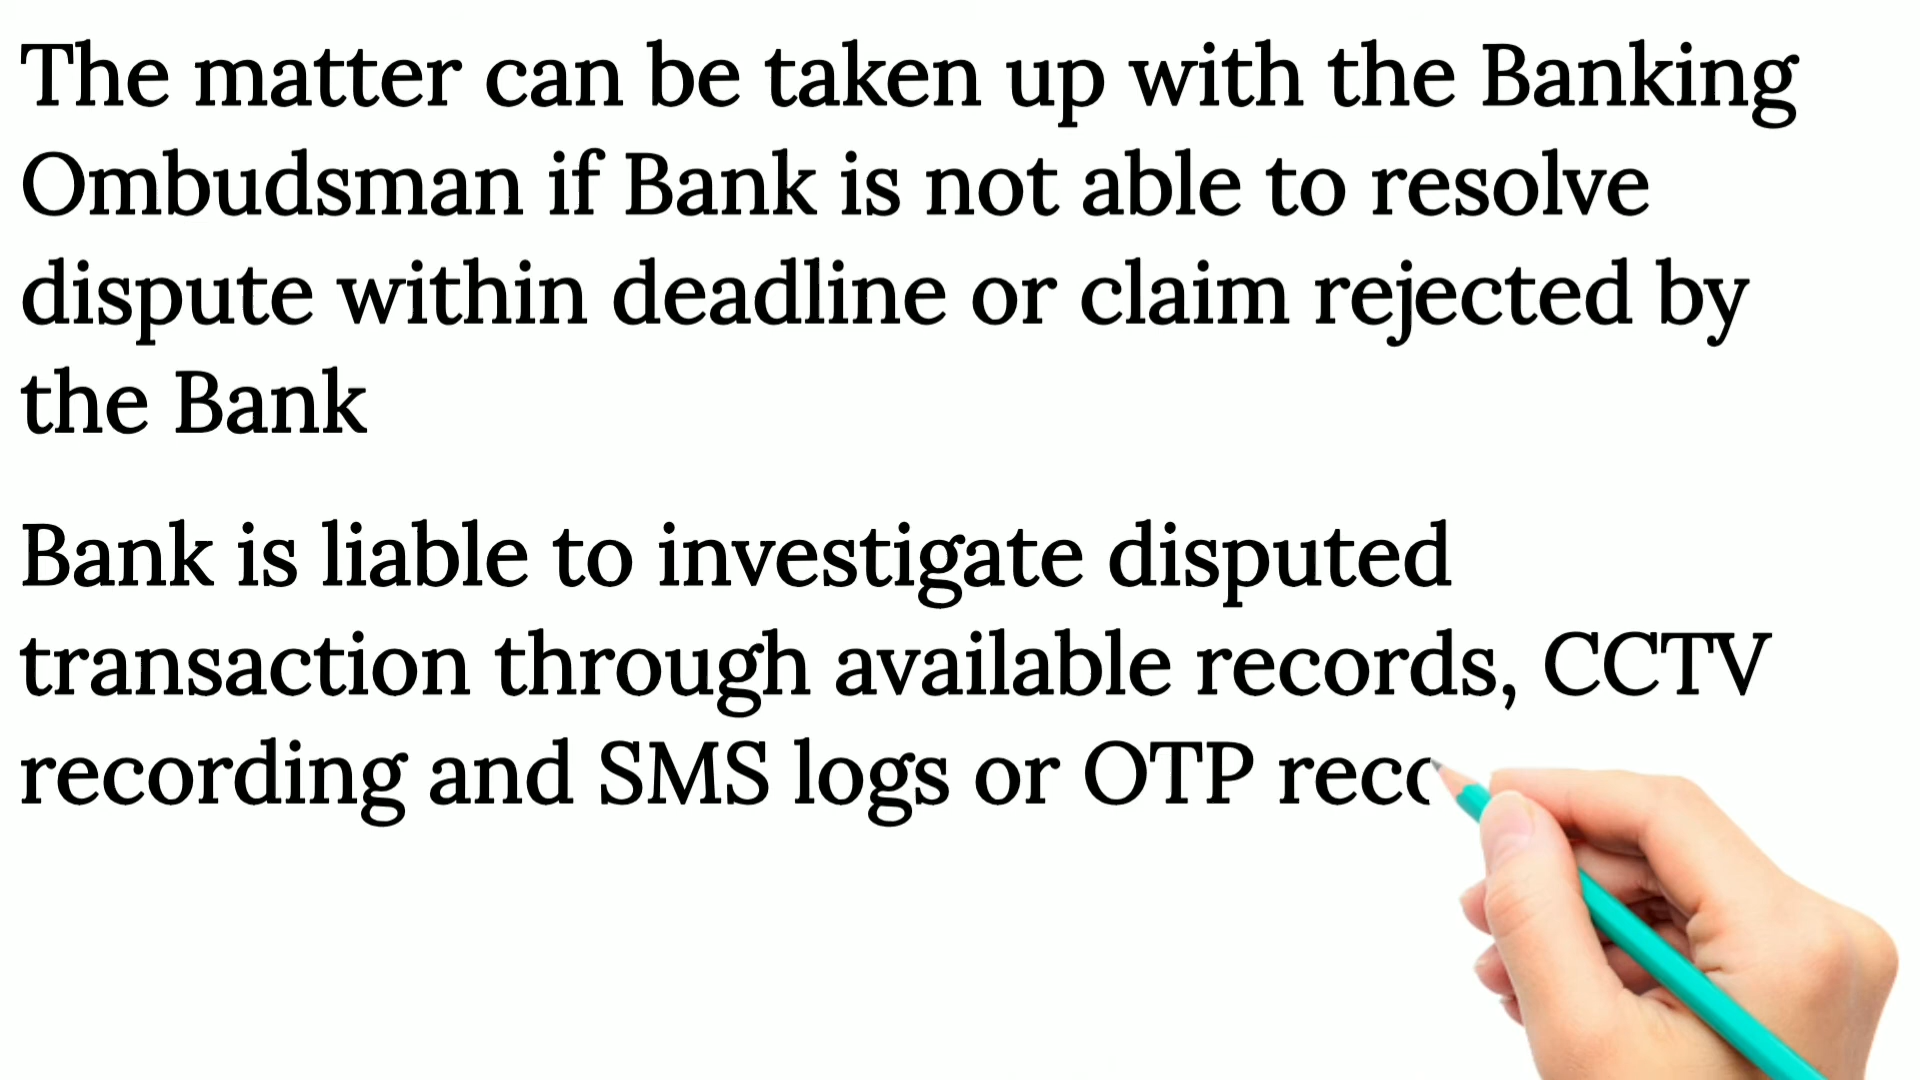 The matter can be taken up with the Banking
Ombudsman if Bank is not able to resolve
dispute within deadline or claim rejected by
the Bank
Bank is liable to investigate disputed
transaction through available records, CCTV
recording and SMS logs or OTP reco